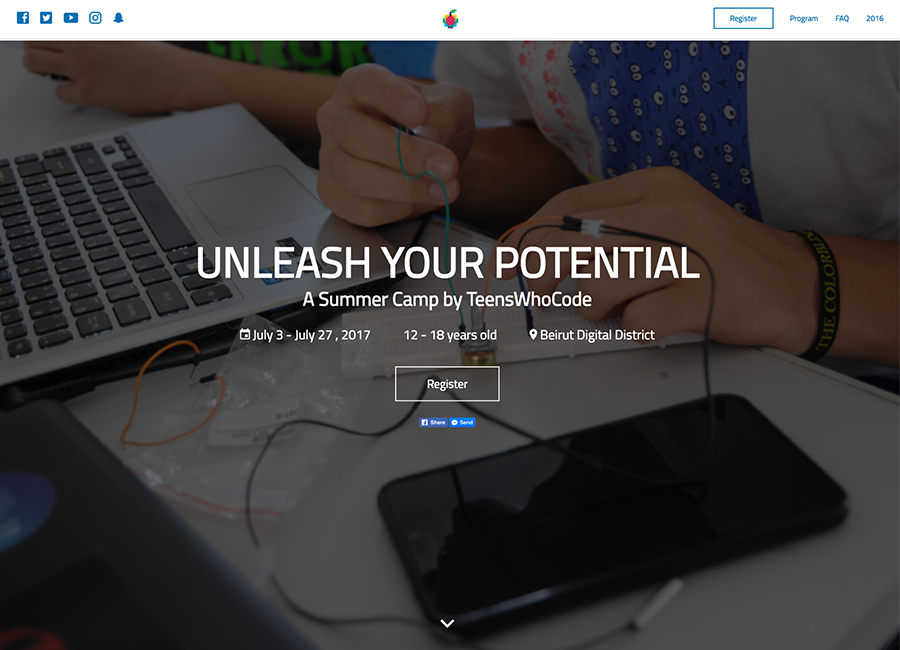 Register
Program
FAQ
2016
UNLEASH YOUR POTENTIAL
A Summer Camp by TeensWhoCode
July 3 - July 27 , 2017
12 - 18 years old
Beirut Digital District
Register
Share
Send